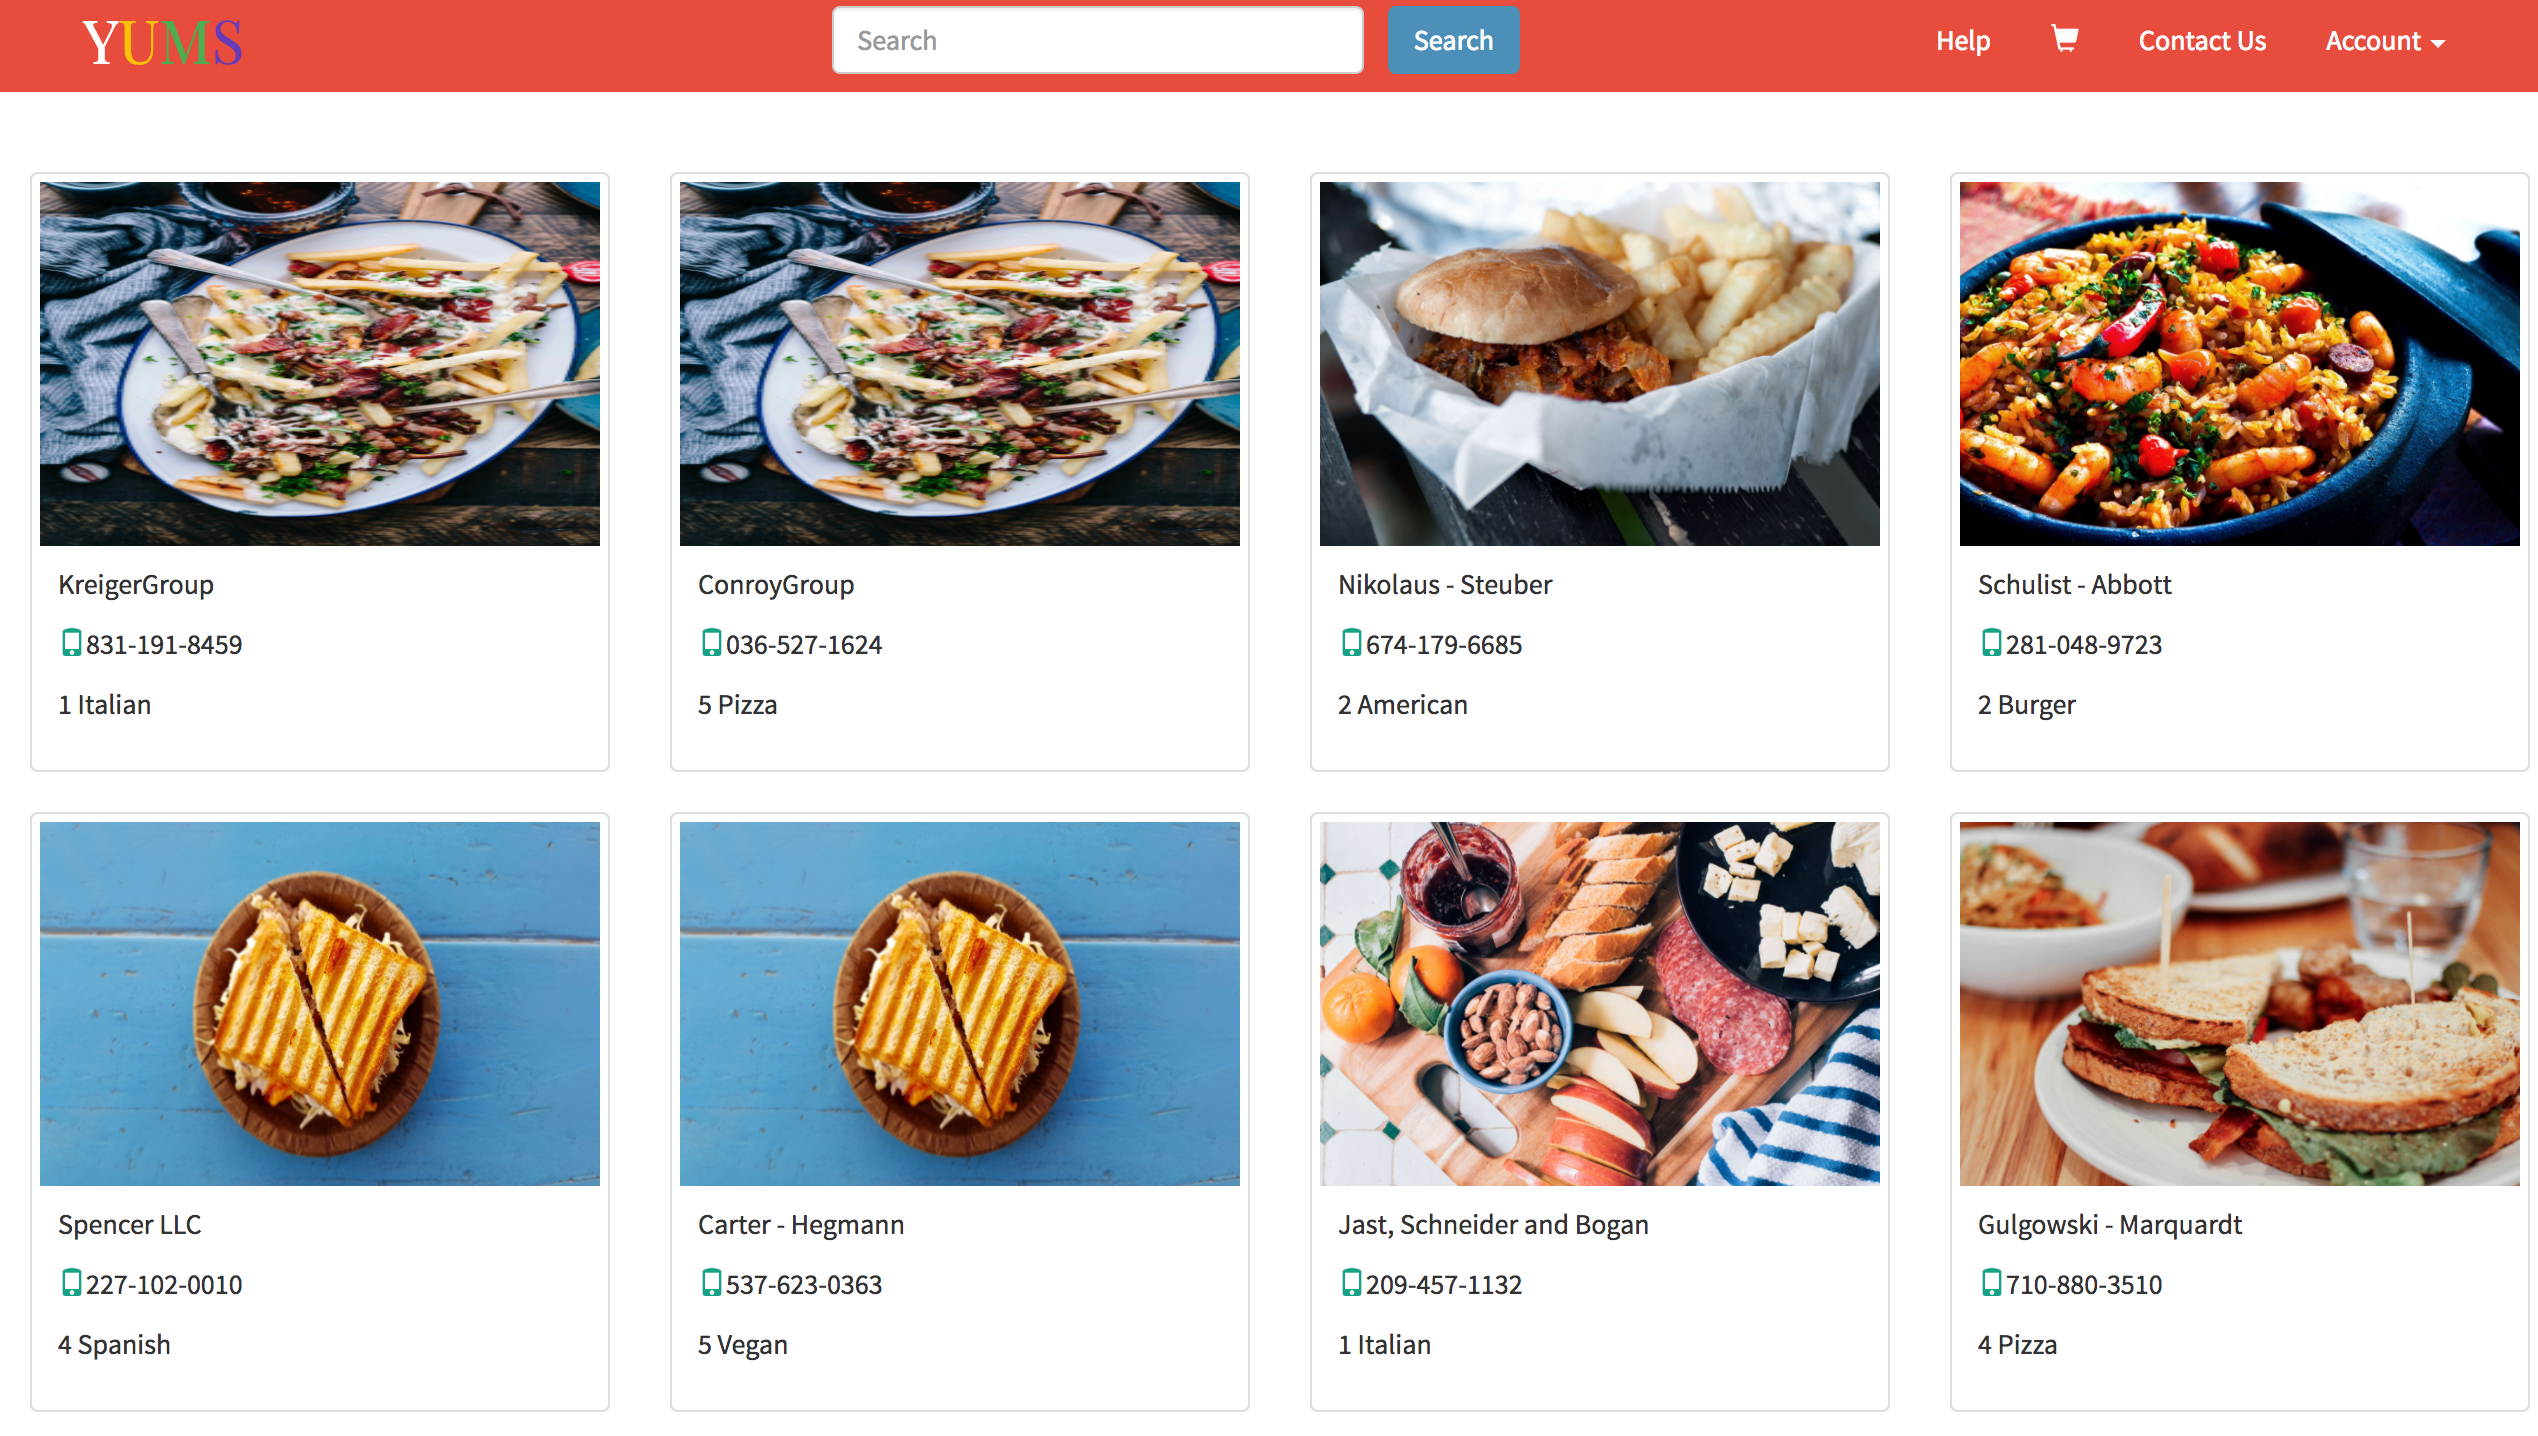 YUMS
Search
Search
Help
Contact Us
Account
KreigerGroup
831-191-8459
1 Italian
ConroyGroup
036-527-1624
5 Pizza
Nikolaus - Steuber
674-179-6685
2 American
Schulist - Abbott
281-048-9723
2 Burger
Spencer LLC
227-102-0010
4 Spanish
Carter - Hegmann
537-623-0363
5 Vegan
Jast, Schneider and Bogan
209-457-1132
1 Italian
Gulgowski - Marquardt
710-880-3510
4 Pizza